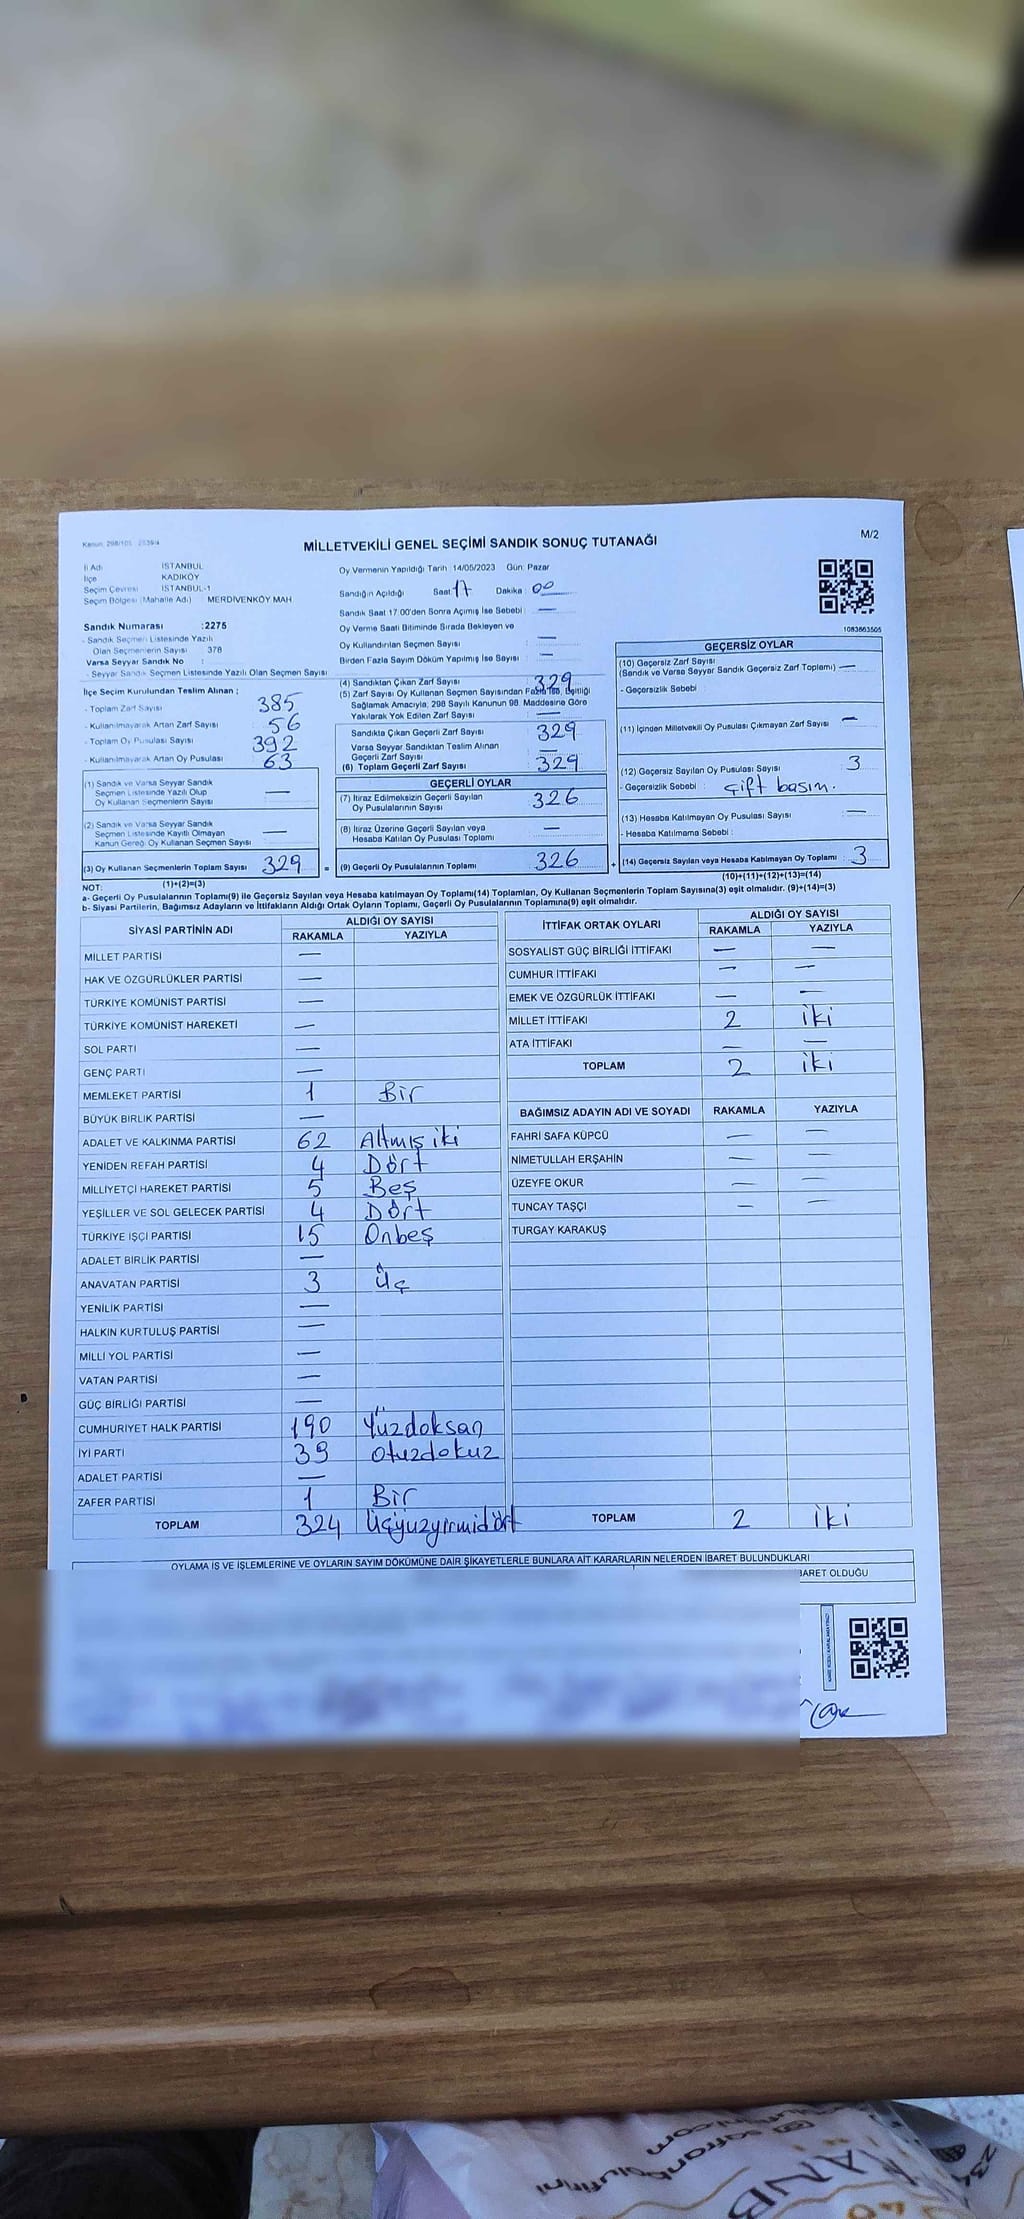 Kanun: 298/105 - 2839/4
MİLLETVEKİLİ GENEL SEÇİMİ SANDIK SONUÇ TUTANAĞI
M/2
İl Adı İSTANBUL
İlçe KADIKÖY
Seçim Çevresi İSTANBUL-1
Seçim Bölgesi (Mahalle Adı) MERDİVENKÖY MAH
Sandık Numarası :2275
- Sandık Seçmen Listesinde Yazılı
Olan Seçmenlerin Sayısı 378
Varsa Seyyar Sandık No :
- Seyyar Sandık Seçmen Listesinde Yazılı Olan Seçmen Sayısı
İlçe Seçim Kurulundan Teslim Alınan ;
- Toplam Zarf Sayısı 385
- Kullanılmayarak Artan Zarf Sayısı 56
- Toplam Oy Pusulası Sayısı 392
- Kullanılmayarak Artan Oy Pusulası 63
(1) Sandık ve Varsa Seyyar Sandık
Seçmen Listesinde Yazılı Olup
Oy Kullanan Seçmenlerin Sayısı —
(2) Sandık ve Varsa Seyyar Sandık
Seçmen Listesinde Kayıtlı Olmayan
Kanun Gereği Oy Kullanan Seçmen Sayısı —
(3) Oy Kullanan Seçmenlerin Toplam Sayısı 329 =
(1)+(2)=(3)
Oy Vermenin Yapıldığı Tarih :14/05/2023 Gün: Pazar
Sandığın Açıldığı Saat 17 Dakika 00
Sandık Saat 17:00'den Sonra Açımış İse Sebebi : —
Oy Verme Saati Bitiminde Sırada Bekleyen ve
Oy Kullandırılan Seçmen Sayısı : —
Birden Fazla Sayım Döküm Yapılmış İse Sayısı : —
(4) Sandıktan Çıkan Zarf Sayısı 329
(5) Zarf Sayısı Oy Kullanan Seçmen Sayısından Fazla İse, Eşitliği
Sağlamak Amacıyla, 298 Sayılı Kanunun 98. Maddesine Göre
Yakılarak Yok Edilen Zarf Sayısı —
Sandıkta Çıkan Geçerli Zarf Sayısı 329
Varsa Seyyar Sandıktan Teslim Alınan
Geçerli Zarf Sayısı —
(6) Toplam Geçerli Zarf Sayısı 329
GEÇERLİ OYLAR
(7) İtiraz Edilmeksizin Geçerli Sayılan
Oy Pusulalarının Sayısı 326
(8) İtiraz Üzerine Geçerli Sayılan veya
Hesaba Katılan Oy Pusulası Toplamı —
(9) Geçerli Oy Pusulalarının Toplamı 326 +
1083863505
GEÇERSİZ OYLAR
(10) Geçersiz Zarf Sayısı
(Sandık ve Varsa Seyyar Sandık Geçersiz Zarf Toplamı) —
- Geçersizlik Sebebi :
(11) İçinden Milletvekili Oy Pusulası Çıkmayan Zarf Sayısı —
(12) Geçersiz Sayılan Oy Pusulası Sayısı 3
- Geçersizlik Sebebi : Çift basım.
(13) Hesaba Katılmayan Oy Pusulası Sayısı —
- Hesaba Katılmama Sebebi :
(14) Geçersiz Sayılan veya Hesaba Katılmayan Oy Toplamı : 3
(10)+(11)+(12)+(13)=(14)
NOT:
a- Geçerli Oy Pusulalarının Toplamı(9) ile Geçersiz Sayılan veya Hesaba katılmayan Oy Toplamı(14) Toplamları, Oy Kullanan Seçmenlerin Toplam Sayısına(3) eşit olmalıdır. (9)+(14)=(3)
b- Siyasi Partilerin, Bağımsız Adayların ve İttifakların Aldığı Ortak Oyların Toplamı, Geçerli Oy Pusulalarının Toplamına(9) eşit olmalıdır.
SİYASİ PARTİNİN ADI ALDIĞI OY SAYISI
RAKAMLA YAZIYLA
MİLLET PARTİSİ —
HAK VE ÖZGÜRLÜKLER PARTİSİ —
TÜRKİYE KOMÜNİST PARTİSİ —
TÜRKİYE KOMÜNİST HAREKETİ —
SOL PARTİ —
GENÇ PARTİ —
MEMLEKET PARTİSİ 1 Bir
BÜYÜK BİRLİK PARTİSİ —
ADALET VE KALKINMA PARTİSİ 62 Altmış iki
YENİDEN REFAH PARTİSİ 4 Dört
MİLLİYETÇİ HAREKET PARTİSİ 5 Beş
YEŞİLLER VE SOL GELECEK PARTİSİ 4 Dört
TÜRKİYE İŞÇİ PARTİSİ 15 Onbeş
ADALET BİRLİK PARTİSİ —
ANAVATAN PARTİSİ 3 Üç
YENİLİK PARTİSİ —
HALKIN KURTULUŞ PARTİSİ —
MİLLİ YOL PARTİSİ —
VATAN PARTİSİ —
GÜÇ BİRLİĞİ PARTİSİ —
CUMHURİYET HALK PARTİSİ 190 Yüzdoksan
İYİ PARTİ 39 Otuzdokuz
ADALET PARTİSİ —
ZAFER PARTİSİ 1 Bir
TOPLAM 324 Üçyüzyirmidört
İTTİFAK ORTAK OYLARI ALDIĞI OY SAYISI
RAKAMLA YAZIYLA
SOSYALİST GÜÇ BİRLİĞİ İTTİFAKI — —
CUMHUR İTTİFAKI — —
EMEK VE ÖZGÜRLÜK İTTİFAKI — —
MİLLET İTTİFAKI 2 iki
ATA İTTİFAKI — —
TOPLAM 2 iki
BAĞIMSIZ ADAYIN ADI VE SOYADI RAKAMLA YAZIYLA
FAHRİ SAFA KÜPCÜ — —
NİMETULLAH ERŞAHİN — —
ÜZEYFE OKUR — —
TUNCAY TAŞÇI — —
TURGAY KARAKUŞ
TOPLAM 2 iki
OYLAMA İŞ VE İŞLEMLERİNE VE OYLARIN SAYIM DÖKÜMÜNE DAİR ŞİKAYETLERLE BUNLARA AİT KARARLARIN NELERDEN İBARET BULUNDUKLARI
BARET OLDUĞU